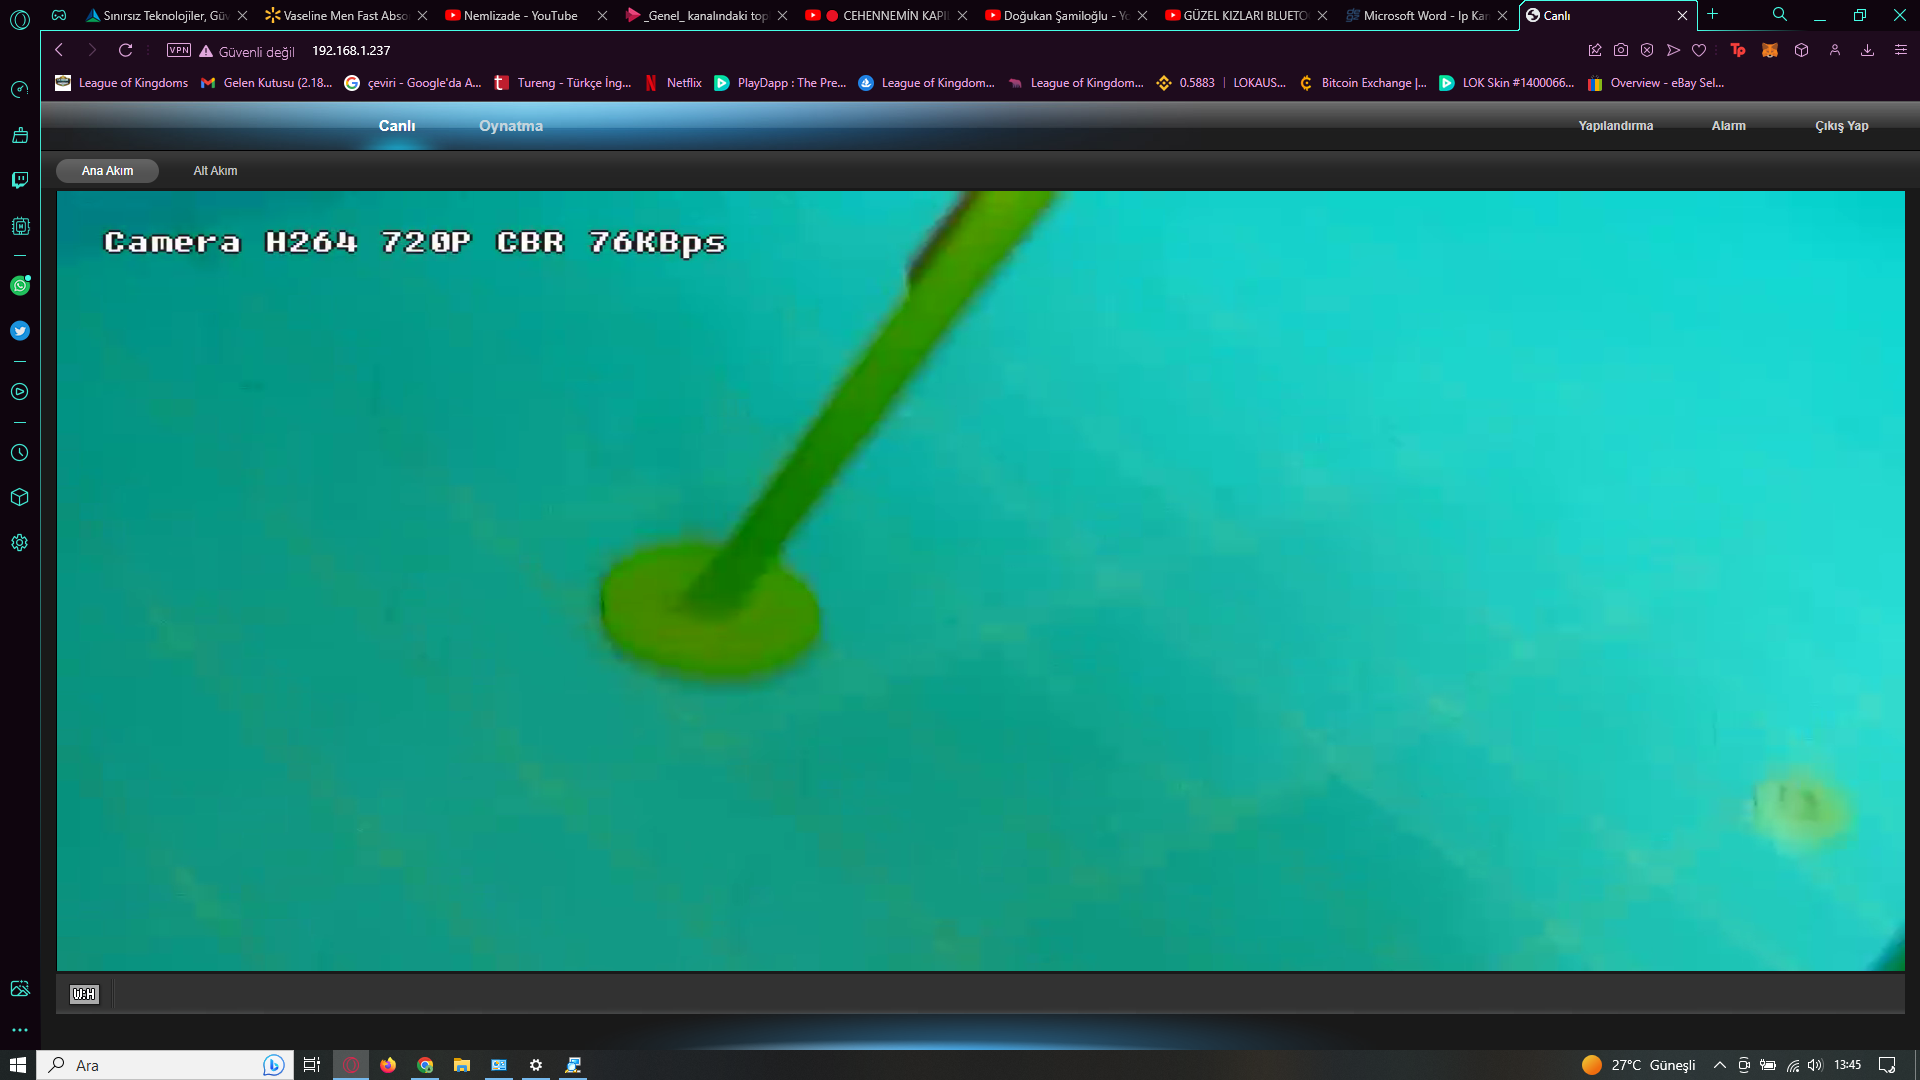 Sınırsız Teknolojiler, Güv
Vaseline Men Fast Abso
Nemlizade - YouTube
_Genel_ kanalındaki top
CEHENNEMİN KAPI
Doğukan Şamiloğlu - Yo
GÜZEL KIZLARI BLUETO
Microsoft Word - Ip Kar
Canlı
VPN
Güvenli değil
192.168.1.237
Tp
League of Kingdoms
Gelen Kutusu (2.18...
çeviri - Google'da A...
Tureng - Türkçe İng...
Netflix
PlayDapp : The Pre...
League of Kingdom...
League of Kingdom...
0.5883 | LOKAUS...
Bitcoin Exchange |...
LOK Skin #1400066...
Overview - eBay Sel...
Canlı
Oynatma
Yapılandırma
Alarm
Çıkış Yap
Ana Akım
Alt Akım
Camera H264 720P CBR 76KBps
W:H
Ara
27°C Güneşli
13:45